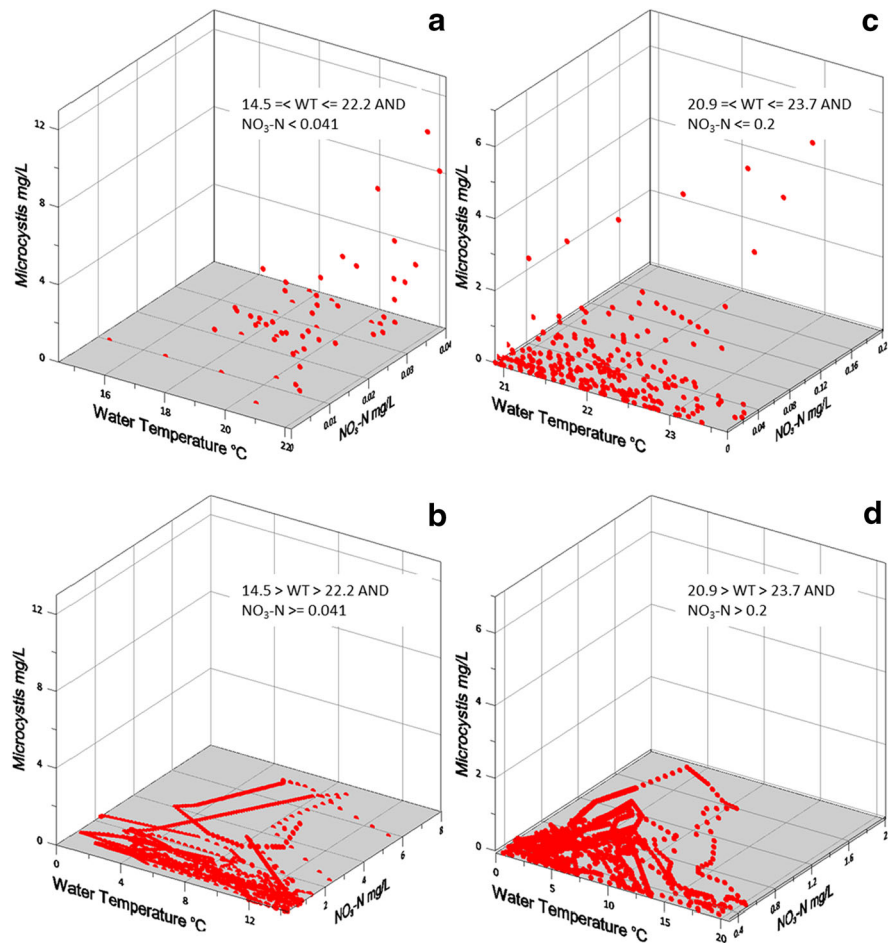 a
14.5 =< WT <= 22.2 AND
NO₃-N < 0.041
Microcystis mg/L
12
8
4
0
16
18
20
22
Water Temperature °C
0
0.01
0.02
0.03
0.04
NO₃-N mg/L
c
20.9 =< WT <= 23.7 AND
NO₃-N <= 0.2
Microcystis mg/L
6
4
2
0
21
22
23
Water Temperature °C
0
0.04
0.08
0.12
0.16
0.2
NO₃-N mg/L
b
14.5 > WT > 22.2 AND
NO₃-N >= 0.041
Microcystis mg/L
12
8
4
0
0
4
8
12
Water Temperature °C
2
4
6
8
NO₃-N mg/L
d
20.9 > WT > 23.7 AND
NO₃-N > 0.2
Microcystis mg/L
6
4
2
0
0
5
10
15
20
Water Temperature °C
0.4
0.8
1.2
1.6
2
NO₃-N mg/L